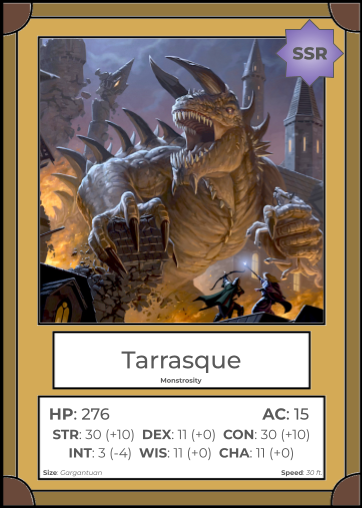 SSR
Tarrasque
Monstrosity
HP: 276 AC: 15
STR: 30 (+10) DEX: 11 (+0) CON: 30 (+10)
INT: 3 (-4) WIS: 11 (+0) CHA: 11 (+0)
Size: Gargantuan Speed: 30 ft.